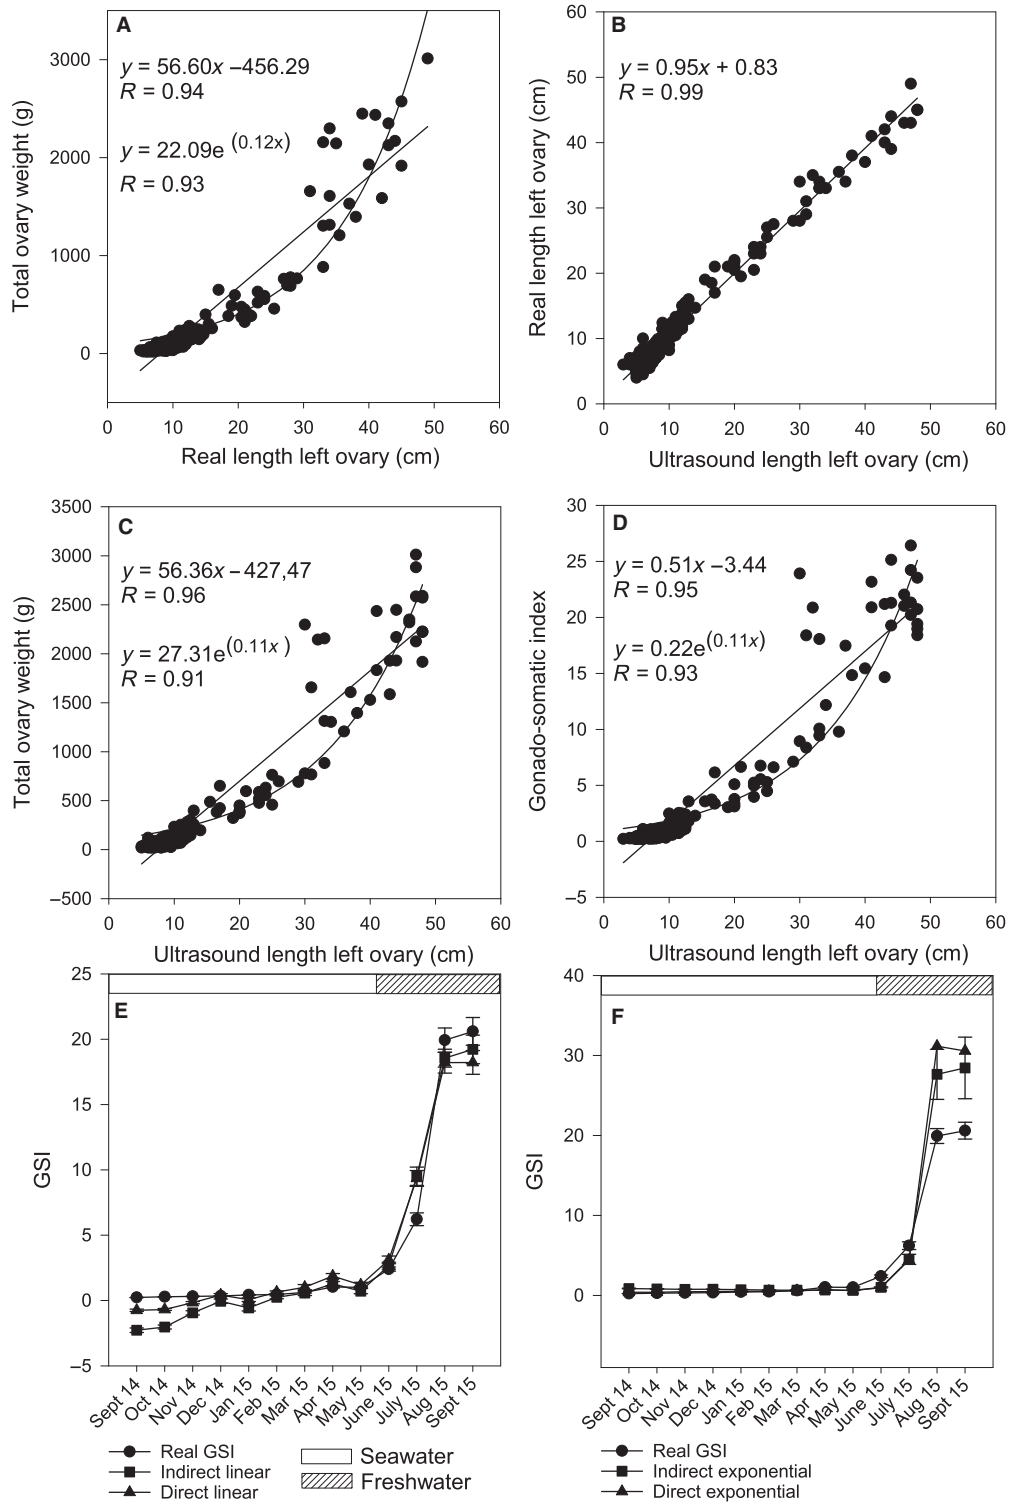 A
y = 56.60x –456.29
R = 0.94
y = 22.09e (0.12x)
R = 0.93
Total ovary weight (g)
3000
2000
1000
0
0 10 20 30 40 50 60
Real length left ovary (cm)
B
y = 0.95x + 0.83
R = 0.99
Real length left ovary (cm)
60
50
40
30
20
10
0
0 10 20 30 40 50 60
Ultrasound length left ovary (cm)
C
y = 56.36x – 427,47
R = 0.96
y = 27.31e(0.11x )
R = 0.91
Total ovary weight (g)
3500
3000
2500
2000
1500
1000
500
0
–500
0 10 20 30 40 50 60
Ultrasound length left ovary (cm)
D
y = 0.51x –3.44
R = 0.95
y = 0.22e(0.11x)
R = 0.93
Gonado-somatic index
30
25
20
15
10
5
0
–5
0 10 20 30 40 50 60
Ultrasound length left ovary (cm)
E
GSI
25
20
15
10
5
0
–5
Sept 14 Oct 14 Nov 14 Dec 14 Jan 15 Feb 15 Mar 15 Apr 15 May 15 June 15 July 15 Aug 15 Sept 15
Real GSI
Indirect linear
Direct linear
Seawater
Freshwater
F
GSI
40
30
20
10
0
Sept 14 Oct 14 Nov 14 Dec 14 Jan 15 Feb 15 Mar 15 Apr 15 May 15 June 15 July 15 Aug 15 Sept 15
Real GSI
Indirect exponential
Direct exponential